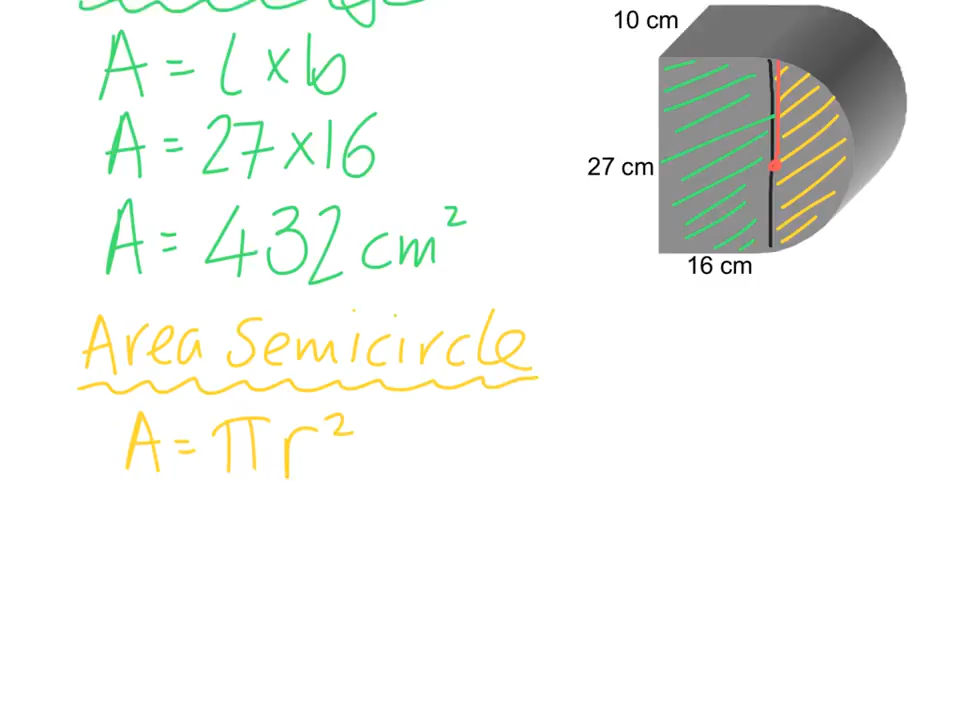 10 cm
A = l × b
A = 27 × 16
27 cm
A = 432 cm²
16 cm
Area Semicircle
A = πr²